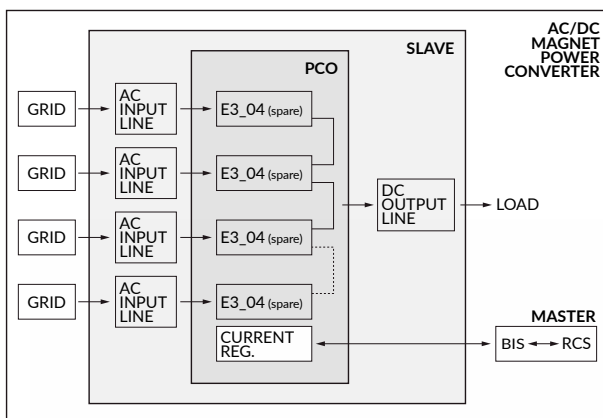 AC/DC
MAGNET
POWER
CONVERTER
SLAVE
PCO
GRID
AC
INPUT
LINE
E3_04 (spare)
GRID
AC
INPUT
LINE
E3_04 (spare)
DC
OUTPUT
LINE
LOAD
GRID
AC
INPUT
LINE
E3_04 (spare)
GRID
AC
INPUT
LINE
E3_04 (spare)
MASTER
CURRENT
REG.
BIS
RCS